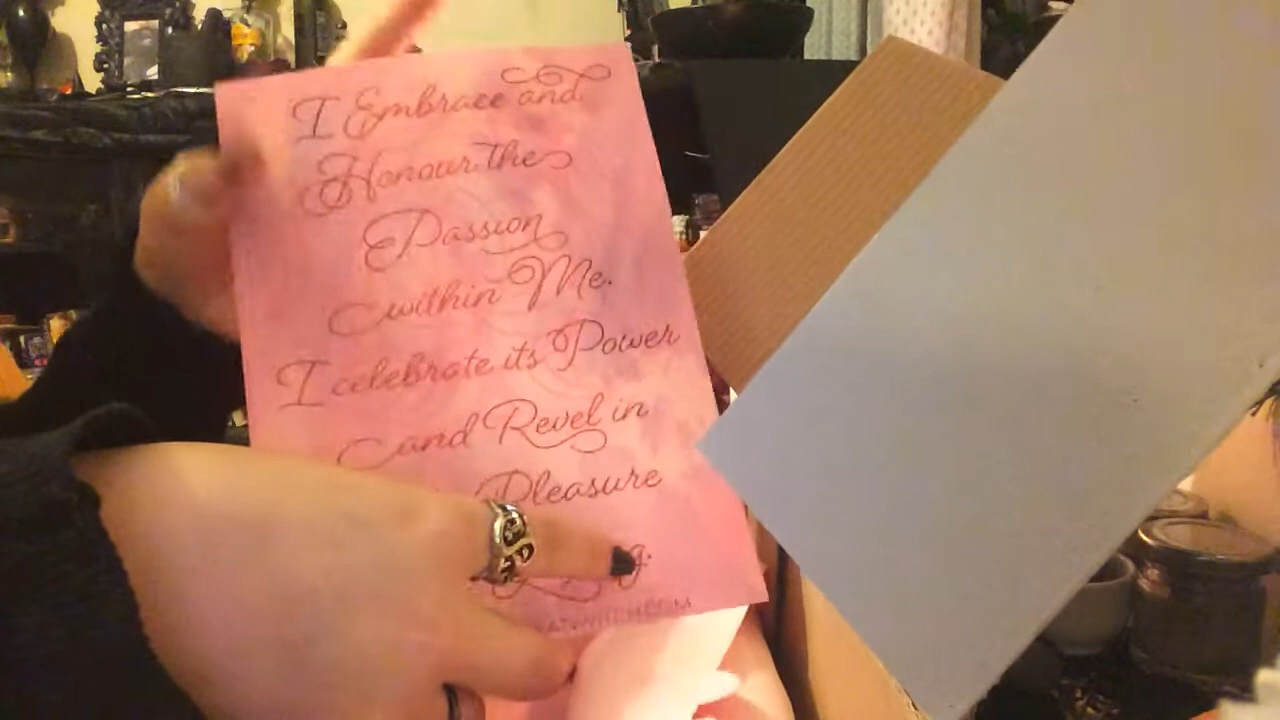 I Embrace and
Honour the
Passion
within Me.
I celebrate its Power
and Revel in
Pleasure